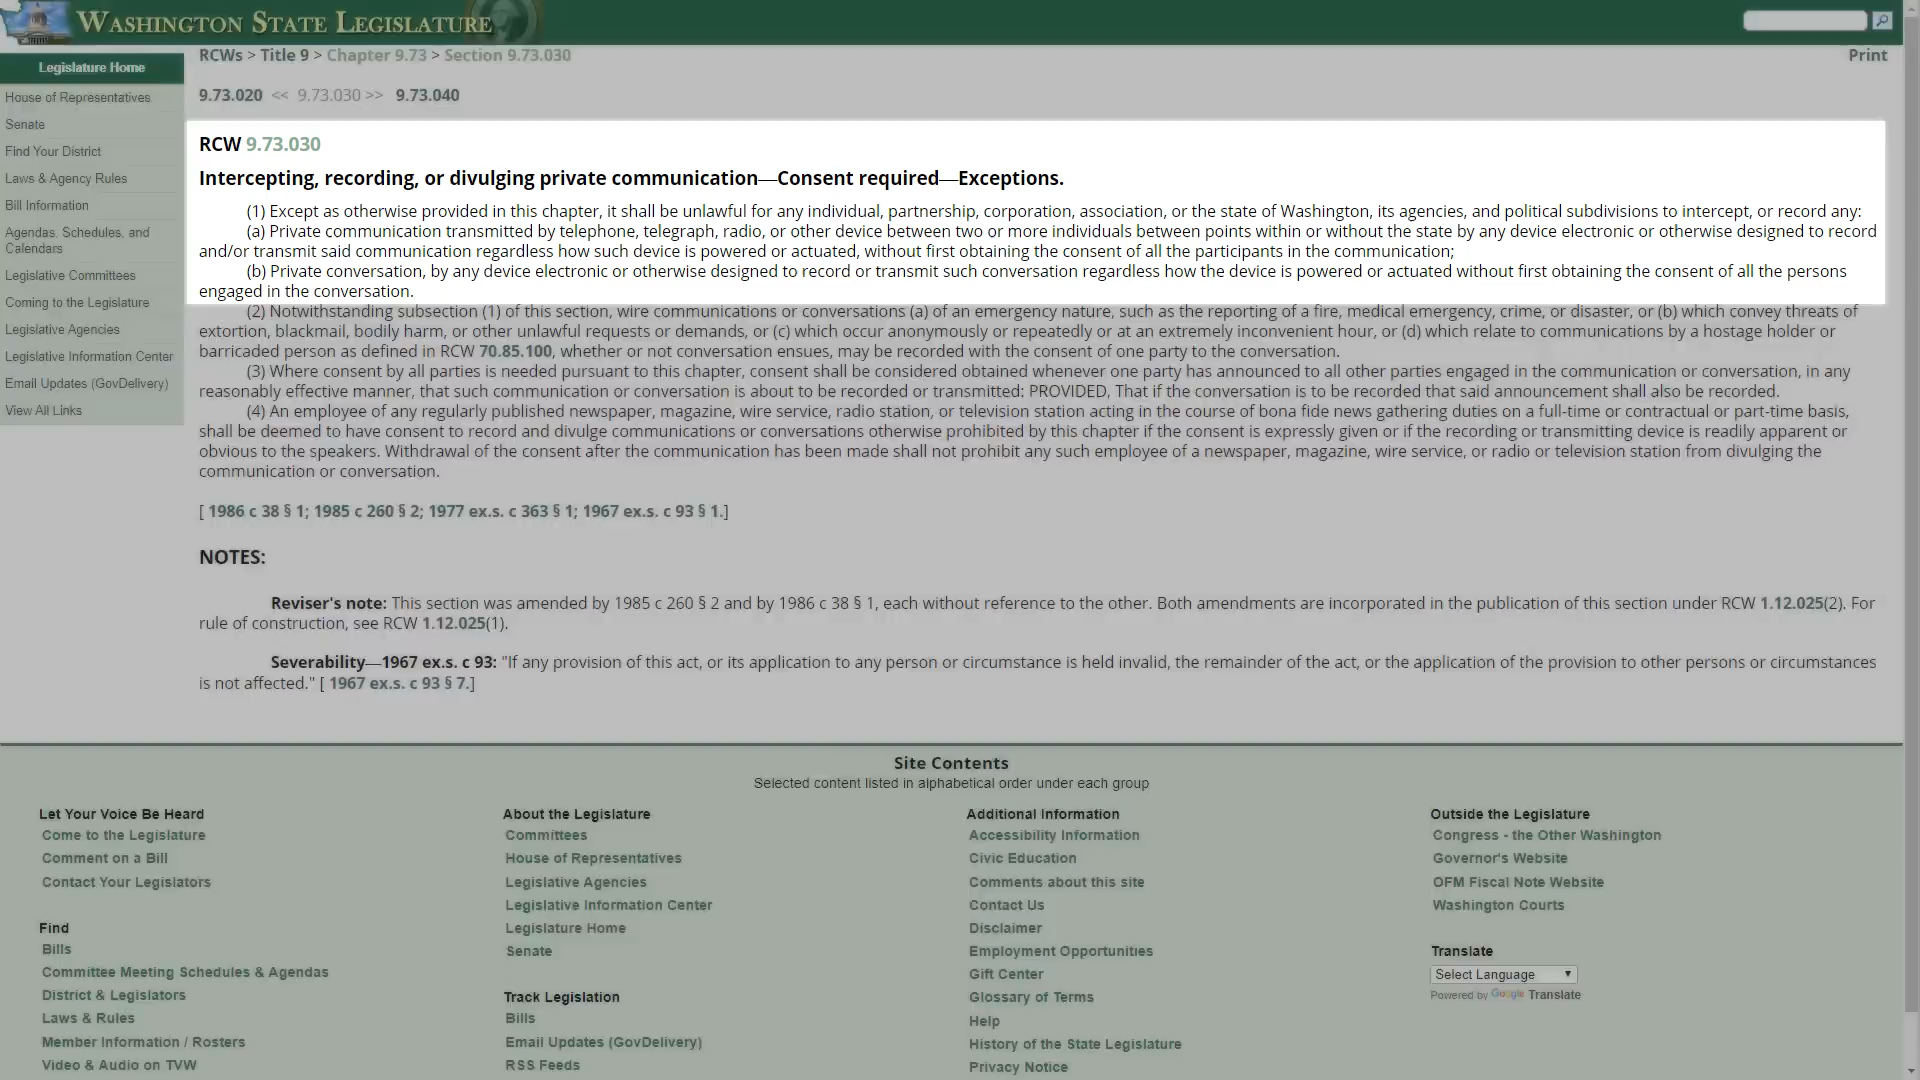 WASHINGTON STATE LEGISLATURE
Legislature Home
House of Representatives
Senate
Find Your District
Laws & Agency Rules
Bill Information
Agendas, Schedules, and
Calendars
Legislative Committees
Coming to the Legislature
Legislative Agencies
Legislative Information Center
Email Updates (GovDelivery)
View All Links
RCWs > Title 9 > Chapter 9.73 > Section 9.73.030
Print
9.73.020 << 9.73.030 >> 9.73.040
RCW 9.73.030
Intercepting, recording, or divulging private communication—Consent required—Exceptions.
(1) Except as otherwise provided in this chapter, it shall be unlawful for any individual, partnership, corporation, association, or the state of Washington, its agencies, and political subdivisions to intercept, or record any:
(a) Private communication transmitted by telephone, telegraph, radio, or other device between two or more individuals between points within or without the state by any device electronic or otherwise designed to record
and/or transmit said communication regardless how such device is powered or actuated, without first obtaining the consent of all the participants in the communication;
(b) Private conversation, by any device electronic or otherwise designed to record or transmit such conversation regardless how the device is powered or actuated without first obtaining the consent of all the persons
engaged in the conversation.
(2) Notwithstanding subsection (1) of this section, wire communications or conversations (a) of an emergency nature, such as the reporting of a fire, medical emergency, crime, or disaster, or (b) which convey threats of
extortion, blackmail, bodily harm, or other unlawful requests or demands, or (c) which occur anonymously or repeatedly or at an extremely inconvenient hour, or (d) which relate to communications by a hostage holder or
barricaded person as defined in RCW 70.85.100, whether or not conversation ensues, may be recorded with the consent of one party to the conversation.
(3) Where consent by all parties is needed pursuant to this chapter, consent shall be considered obtained whenever one party has announced to all other parties engaged in the communication or conversation, in any
reasonably effective manner, that such communication or conversation is about to be recorded or transmitted: PROVIDED, That if the conversation is to be recorded that said announcement shall also be recorded.
(4) An employee of any regularly published newspaper, magazine, wire service, radio station, or television station acting in the course of bona fide news gathering duties on a full-time or contractual or part-time basis,
shall be deemed to have consent to record and divulge communications or conversations otherwise prohibited by this chapter if the consent is expressly given or if the recording or transmitting device is readily apparent or
obvious to the speakers. Withdrawal of the consent after the communication has been made shall not prohibit any such employee of a newspaper, magazine, wire service, or radio or television station from divulging the
communication or conversation.
[ 1986 c 38 § 1; 1985 c 260 § 2; 1977 ex.s. c 363 § 1; 1967 ex.s. c 93 § 1.]
NOTES:
Reviser's note: This section was amended by 1985 c 260 § 2 and by 1986 c 38 § 1, each without reference to the other. Both amendments are incorporated in the publication of this section under RCW 1.12.025(2). For
rule of construction, see RCW 1.12.025(1).
Severability—1967 ex.s. c 93: "If any provision of this act, or its application to any person or circumstance is held invalid, the remainder of the act, or the application of the provision to other persons or circumstances
is not affected." [ 1967 ex.s. c 93 § 7.]
Site Contents
Selected content listed in alphabetical order under each group
Let Your Voice Be Heard
Come to the Legislature
Comment on a Bill
Contact Your Legislators
Find
Bills
Committee Meeting Schedules & Agendas
District & Legislators
Laws & Rules
Member Information / Rosters
Video & Audio on TVW
About the Legislature
Committees
House of Representatives
Legislative Agencies
Legislative Information Center
Legislature Home
Senate
Track Legislation
Bills
Email Updates (GovDelivery)
RSS Feeds
Additional Information
Accessibility Information
Civic Education
Comments about this site
Contact Us
Disclaimer
Employment Opportunities
Gift Center
Glossary of Terms
Help
History of the State Legislature
Privacy Notice
Outside the Legislature
Congress - the Other Washington
Governor's Website
OFM Fiscal Note Website
Washington Courts
Translate
Select Language
Powered by Google Translate